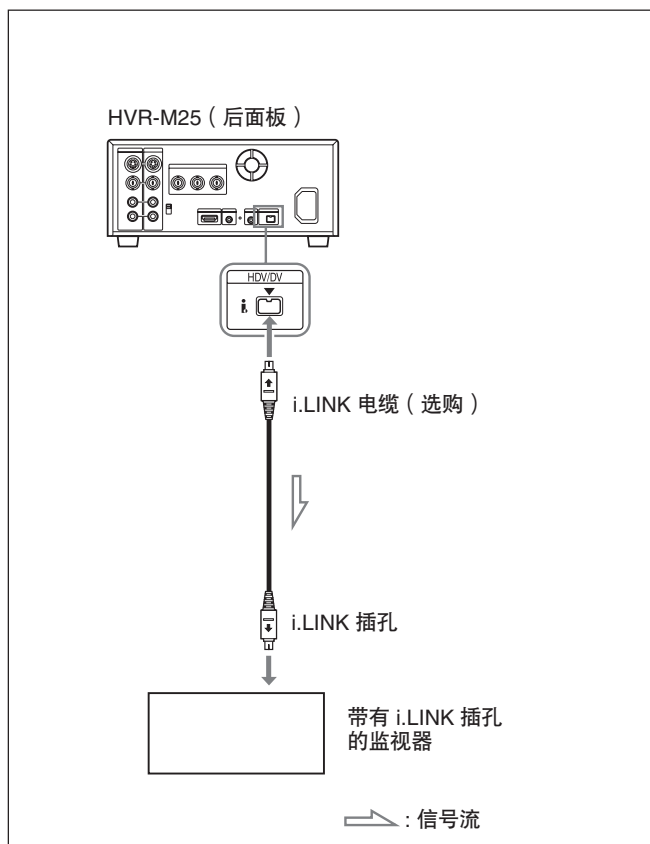 HVR-M25（后面板）
HDV/DV
i.LINK 电缆（选购）
i.LINK 插孔
带有 i.LINK 插孔
的监视器
: 信号流